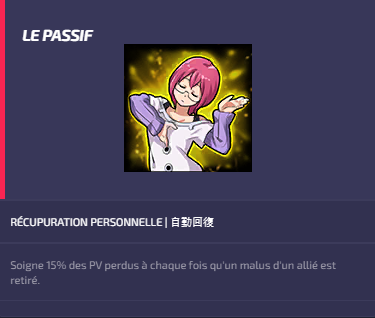 LE PASSIF
RÉCUPURATION PERSONNELLE | 自動回復
Soigne 15% des PV perdus à chaque fois qu'un malus d'un allié est
retiré.